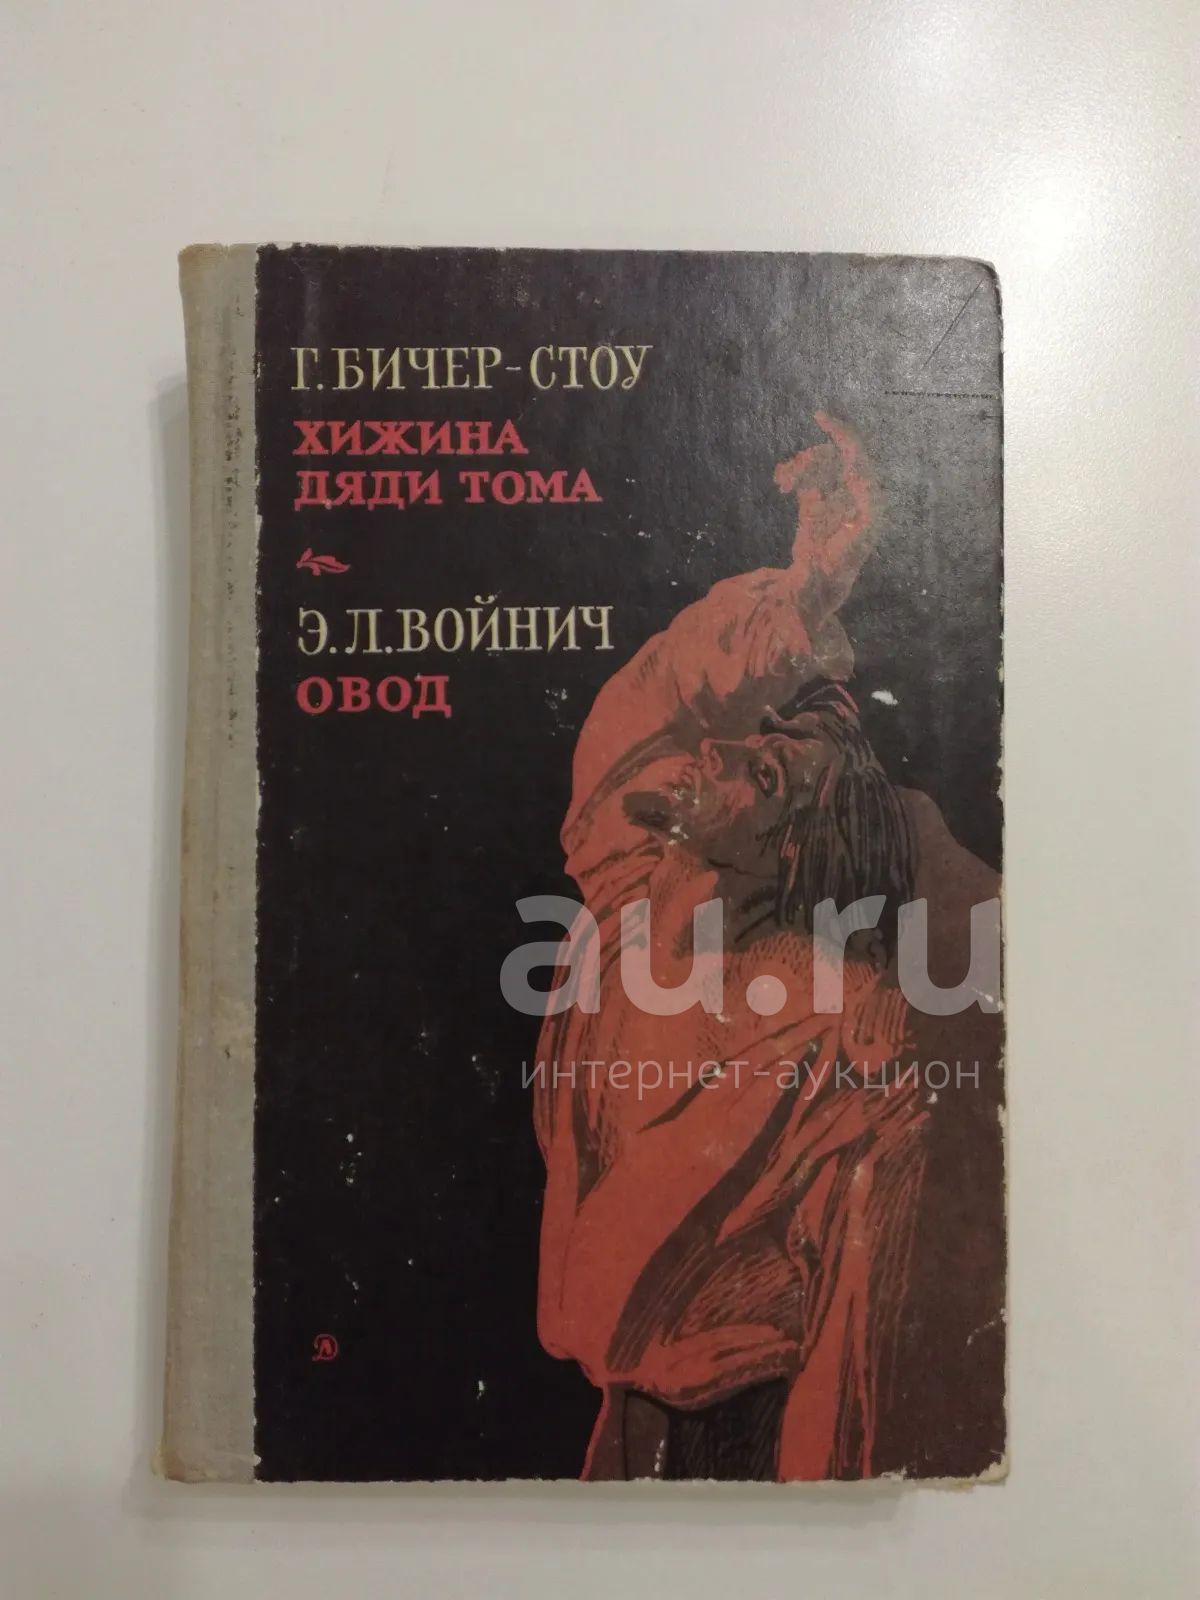 Г. БИЧЕР-СТОУ
ХИЖИНА
ДЯДИ ТОМА
Э. Л. ВОЙНИЧ
ОВОД
au.ru
интернет-аукцион